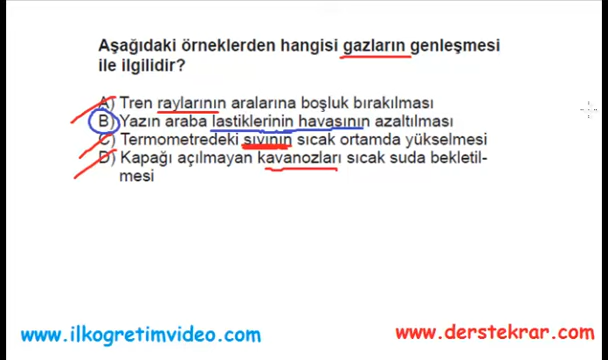 Aşağıdaki örneklerden hangisi gazların genleşmesi
ile ilgilidir?
A) Tren raylarının aralarına boşluk bırakılması
B) Yazın araba lastiklerinin havasının azaltılması
C) Termometredeki sıvının sıcak ortamda yükselmesi
D) Kapağı açılmayan kavanozları sıcak suda bekletil-
mesi
www.ilkogretimvideo.com
www.derstekrar.com